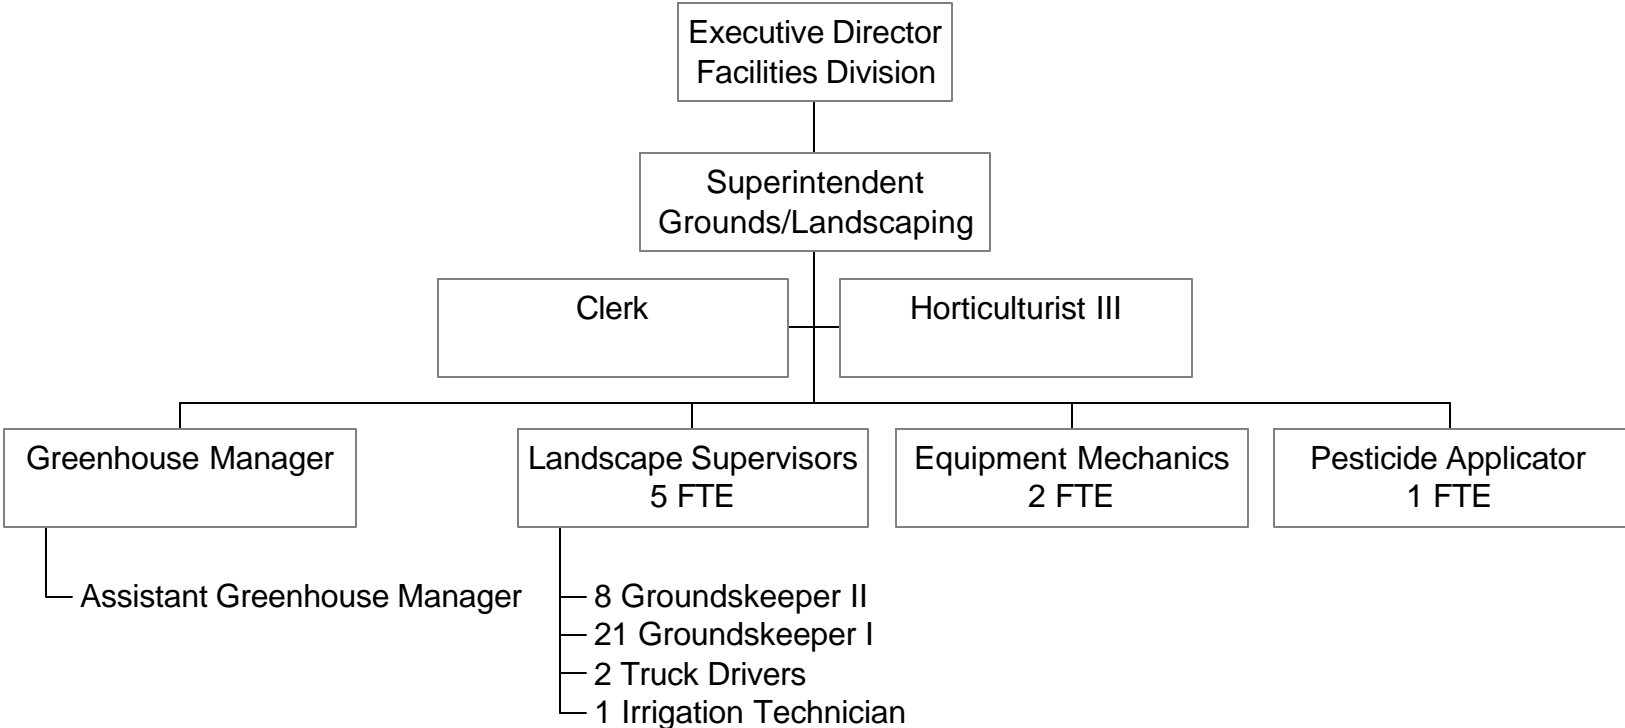 Executive Director
Facilities Division
Superintendent
Grounds/Landscaping
Clerk
Horticulturist III
Greenhouse Manager
Landscape Supervisors
5 FTE
Equipment Mechanics
2 FTE
Pesticide Applicator
1 FTE
Assistant Greenhouse Manager
8 Groundskeeper II
21 Groundskeeper I
2 Truck Drivers
1 Irrigation Technician